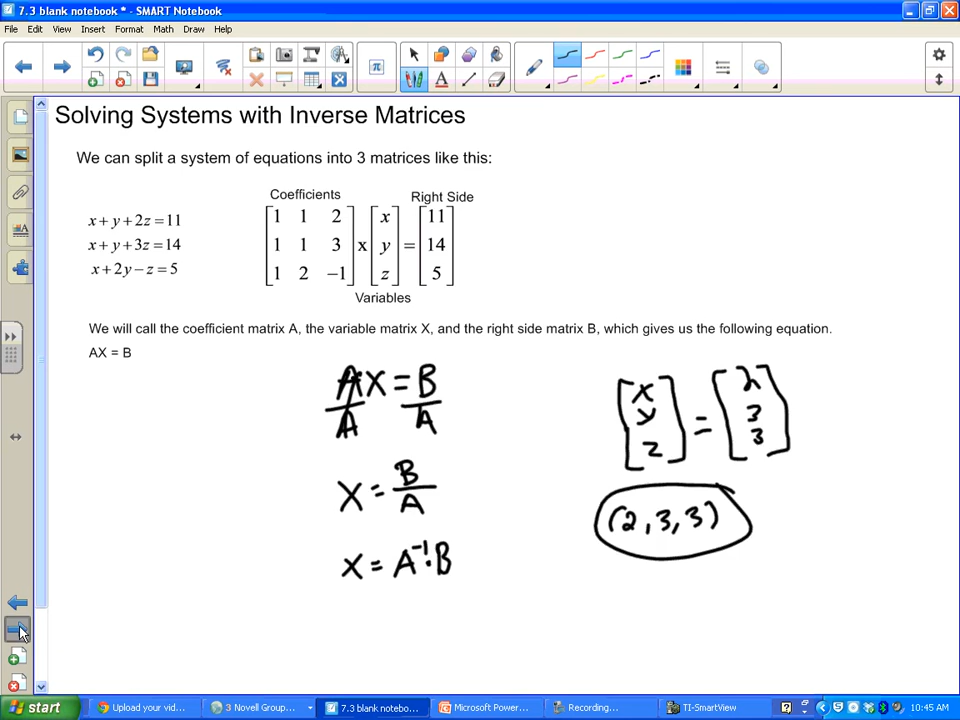 7.3 blank notebook * - SMART Notebook
File Edit View Insert Format Math Draw Help
Solving Systems with Inverse Matrices
We can split a system of equations into 3 matrices like this:
Coefficients Right Side
x + y + 2z = 11
x + y + 3z = 14
x + 2y − z = 5
1 1 2 x 11
1 1 3 x y = 14
1 2 −1 z 5
Variables
We will call the coefficient matrix A, the variable matrix X, and the right side matrix B, which gives us the following equation.
AX = B
AX = B
A A
X = B
A
X = A⁻¹·B
x 2
y = 3
z 3
(2, 3, 3)
start Upload your vid... 3 Novell Group... 7.3 blank notebo... Microsoft Power... Recording... TI-SmartView 10:45 AM